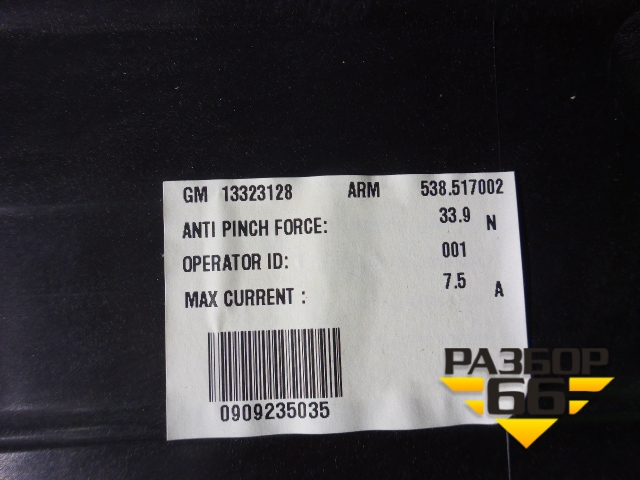 GM 13323128 ARM 538.517002
ANTI PINCH FORCE: 33.9 N
OPERATOR ID: 001
MAX CURRENT : 7.5 A
0909235035
РАЗБОР
66